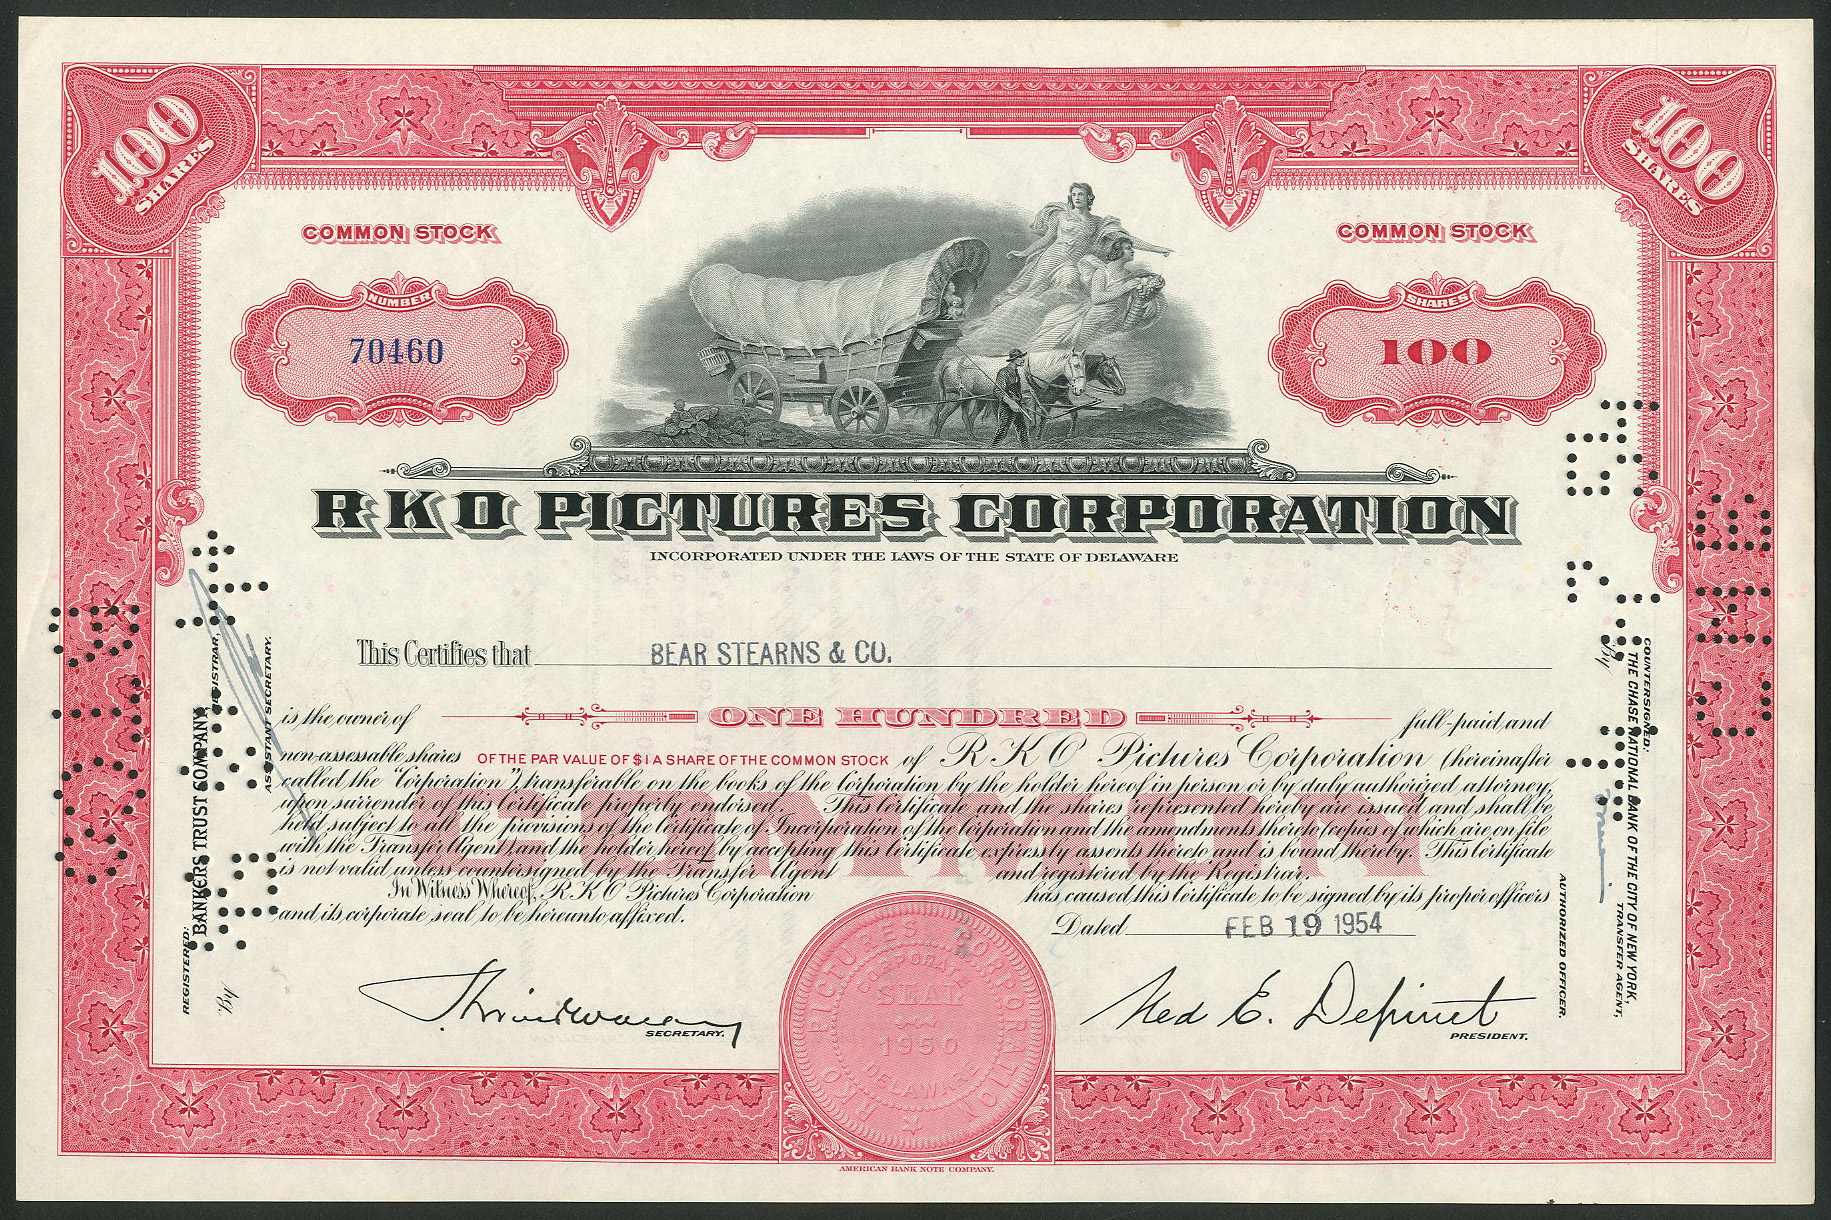 100 SHARES
100 SHARES
COMMON STOCK
COMMON STOCK
NUMBER
70460
SHARES
100
RKO PICTURES CORPORATION
INCORPORATED UNDER THE LAWS OF THE STATE OF DELAWARE
This Certifies that BEAR STEARNS & CO.
is the owner of ONE HUNDRED full-paid and
non-assessable shares OF THE PAR VALUE OF $1 A SHARE OF THE COMMON STOCK of RKO Pictures Corporation (hereinafter
called the "Corporation"), transferable on the books of the Corporation by the holder hereof in person or by duly authorized attorney,
upon surrender of this Certificate properly endorsed. This Certificate and the shares represented hereby are issued and shall be
held subject to all the provisions of the Certificate of Incorporation of the Corporation and the amendments thereto (copies of which are on file
with the Transfer Agent) and the holder hereof by accepting this Certificate expressly assents thereto and is bound thereby. This Certificate
is not valid unless countersigned by the Transfer Agent and registered by the Registrar.
In Witness Whereof, RKO Pictures Corporation has caused this Certificate to be signed by its proper officers
and its corporate seal to be hereunto affixed.
Dated FEB 19 1954
COMMON
SECRETARY.
Ned E. Depinet
PRESIDENT.
RKO PICTURES CORPORATION
CORPORATE
SEAL
1950
DELAWARE
REGISTERED:
BANKERS TRUST COMPANY,
REGISTRAR,
By
ASSISTANT SECRETARY.
COUNTERSIGNED:
THE CHASE NATIONAL BANK OF THE CITY OF NEW YORK,
TRANSFER AGENT,
By
AUTHORIZED OFFICER.
AMERICAN BANK NOTE COMPANY.